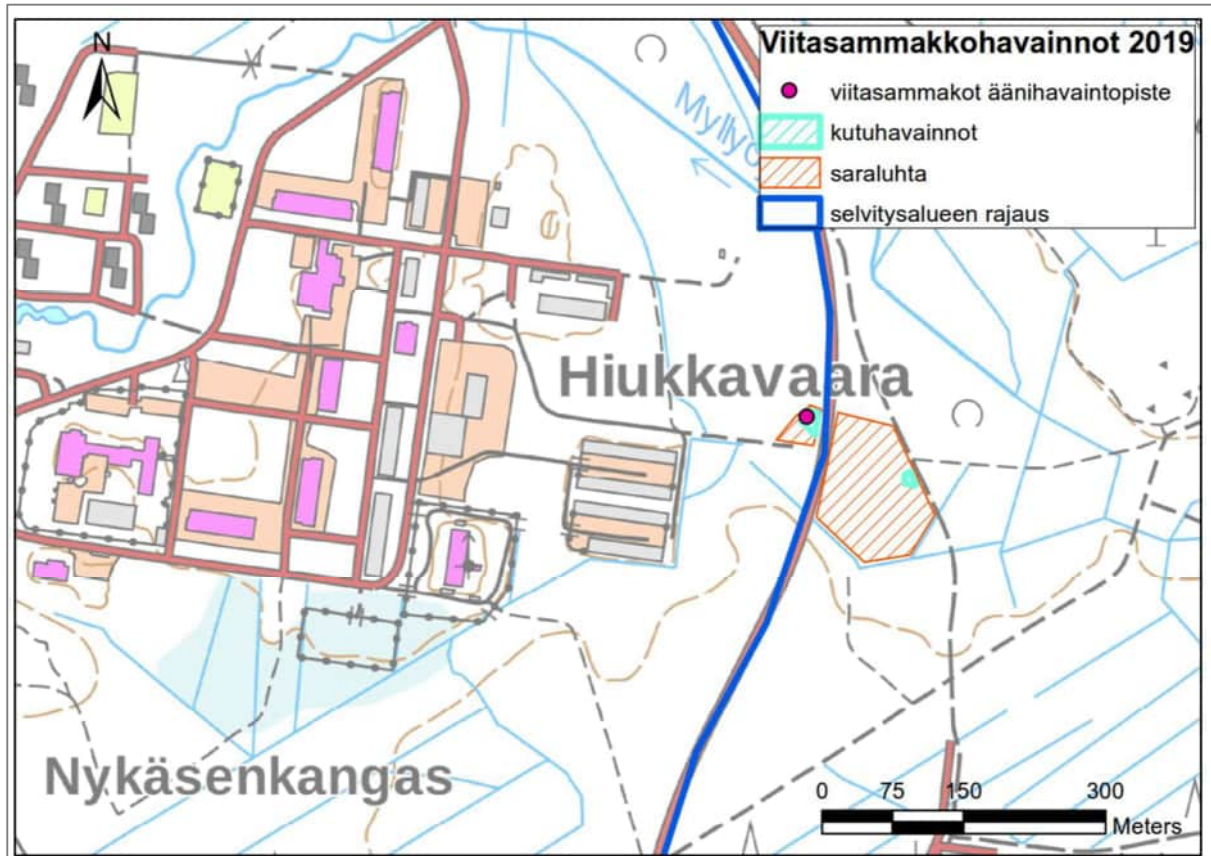 Viitasammakkohavainnot 2019
viitasammakot äänihavaintopiste
kutuhavainnot
saraluhta
selvitysalueen rajaus
N
Hiukkavaara
Nykäsenkangas
0 75 150 300
Meters